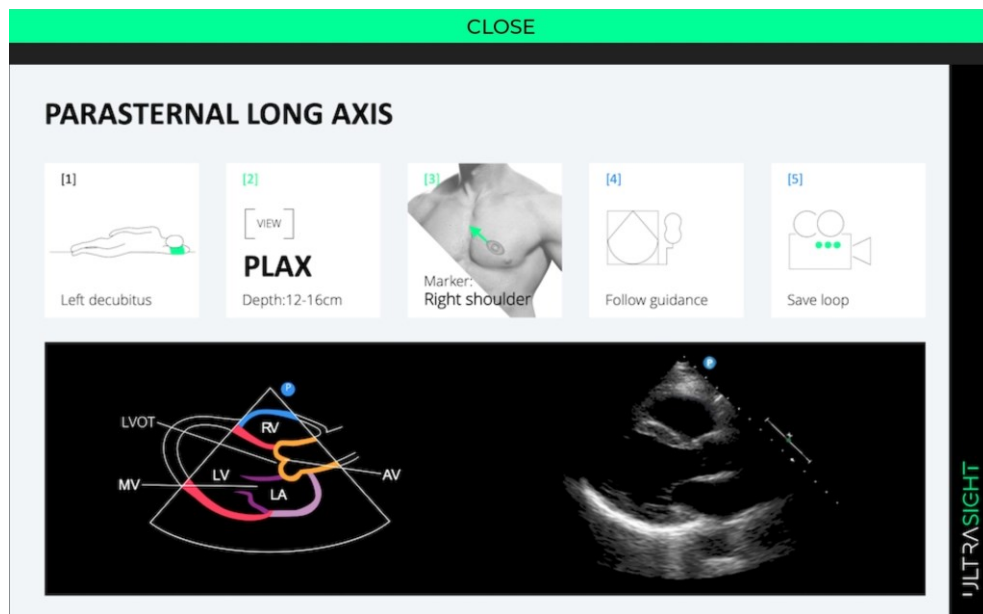 CLOSE
PARASTERNAL LONG AXIS
[1]
Left decubitus
[2]
VIEW
PLAX
Depth:12-16cm
[3]
Marker:
Right shoulder
[4]
Follow guidance
[5]
Save loop
P
LVOT
RV
LV
LA
MV
AV
P
ULTRASIGHT